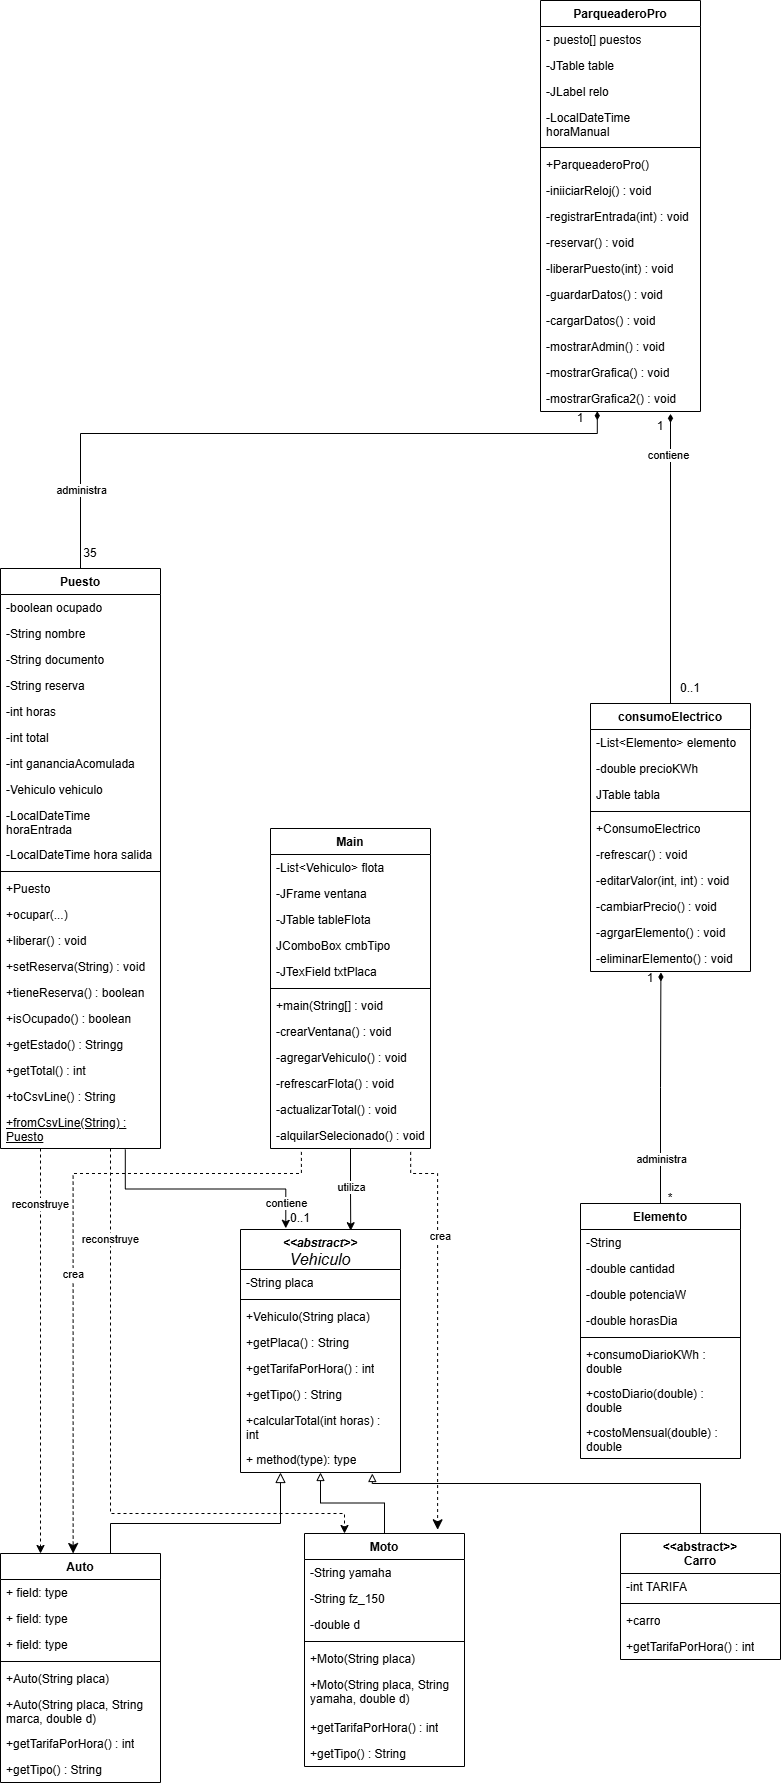 ParqueaderoPro
- puesto[] puestos
-JTable table
-JLabel relo
-LocalDateTime
horaManual
+ParqueaderoPro()
-iniiciarReloj() : void
-registrarEntrada(int) : void
-reservar() : void
-liberarPuesto(int) : void
-guardarDatos() : void
-cargarDatos() : void
-mostrarAdmin() : void
-mostrarGrafica() : void
-mostrarGrafica2() : void
1
1
contiene
administra
35
0..1
Puesto
-boolean ocupado
-String nombre
-String documento
-String reserva
-int horas
-int total
-int gananciaAcomulada
-Vehiculo vehiculo
-LocalDateTime
horaEntrada
-LocalDateTime hora salida
+Puesto
+ocupar(...)
+liberar() : void
+setReserva(String) : void
+tieneReserva() : boolean
+isOcupado() : boolean
+getEstado() : Stringg
+getTotal() : int
+toCsvLine() : String
+fromCsvLine(String) :
Puesto
consumoElectrico
-List<Elemento> elemento
-double precioKWh
JTable tabla
+ConsumoElectrico
-refrescar() : void
-editarValor(int, int) : void
-cambiarPrecio() : void
-agrgarElemento() : void
-eliminarElemento() : void
1
Main
-List<Vehiculo> flota
-JFrame ventana
-JTable tableFlota
JComboBox cmbTipo
-JTexField txtPlaca
+main(String[] : void
-crearVentana() : void
-agregarVehiculo() : void
-refrescarFlota() : void
-actualizarTotal() : void
-alquilarSelecionado() : void
administra
*
reconstruye
contiene
0..1
utiliza
reconstruye
crea
crea
<<abstract>>
Vehiculo
-String placa
+Vehiculo(String placa)
+getPlaca() : String
+getTarifaPorHora() : int
+getTipo() : String
+calcularTotal(int horas) :
int
+ method(type): type
Elemento
-String
-double cantidad
-double potenciaW
-double horasDia
+consumoDiarioKWh :
double
+costoDiario(double) :
double
+costoMensual(double) :
double
Auto
+ field: type
+ field: type
+ field: type
+Auto(String placa)
+Auto(String placa, String
marca, double d)
+getTarifaPorHora() : int
+getTipo() : String
Moto
-String yamaha
-String fz_150
-double d
+Moto(String placa)
+Moto(String placa, String
yamaha, double d)
+getTarifaPorHora() : int
+getTipo() : String
<<abstract>>
Carro
-int TARIFA
+carro
+getTarifaPorHora() : int